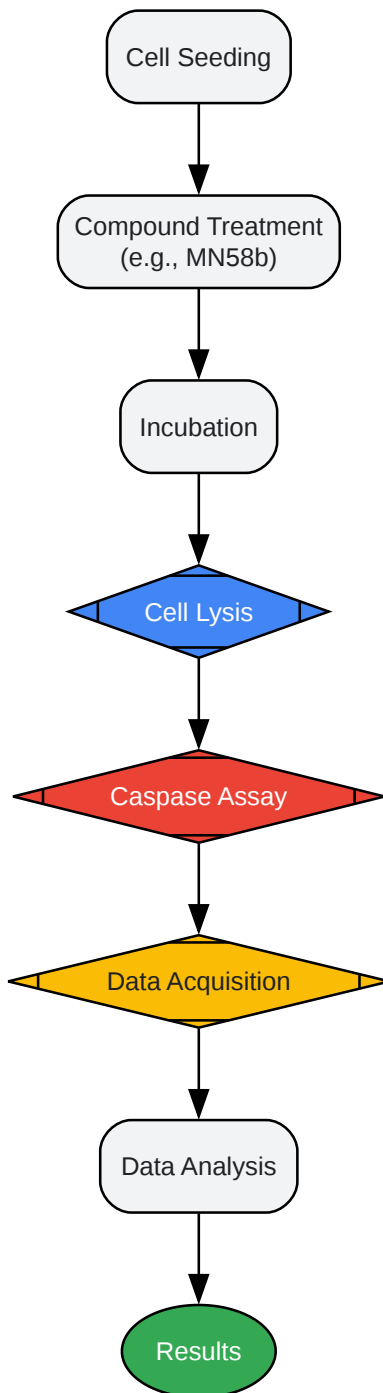 Cell Seeding
Compound Treatment
(e.g., MN58b)
Incubation
Cell Lysis
Caspase Assay
Data Acquisition
Data Analysis
Results